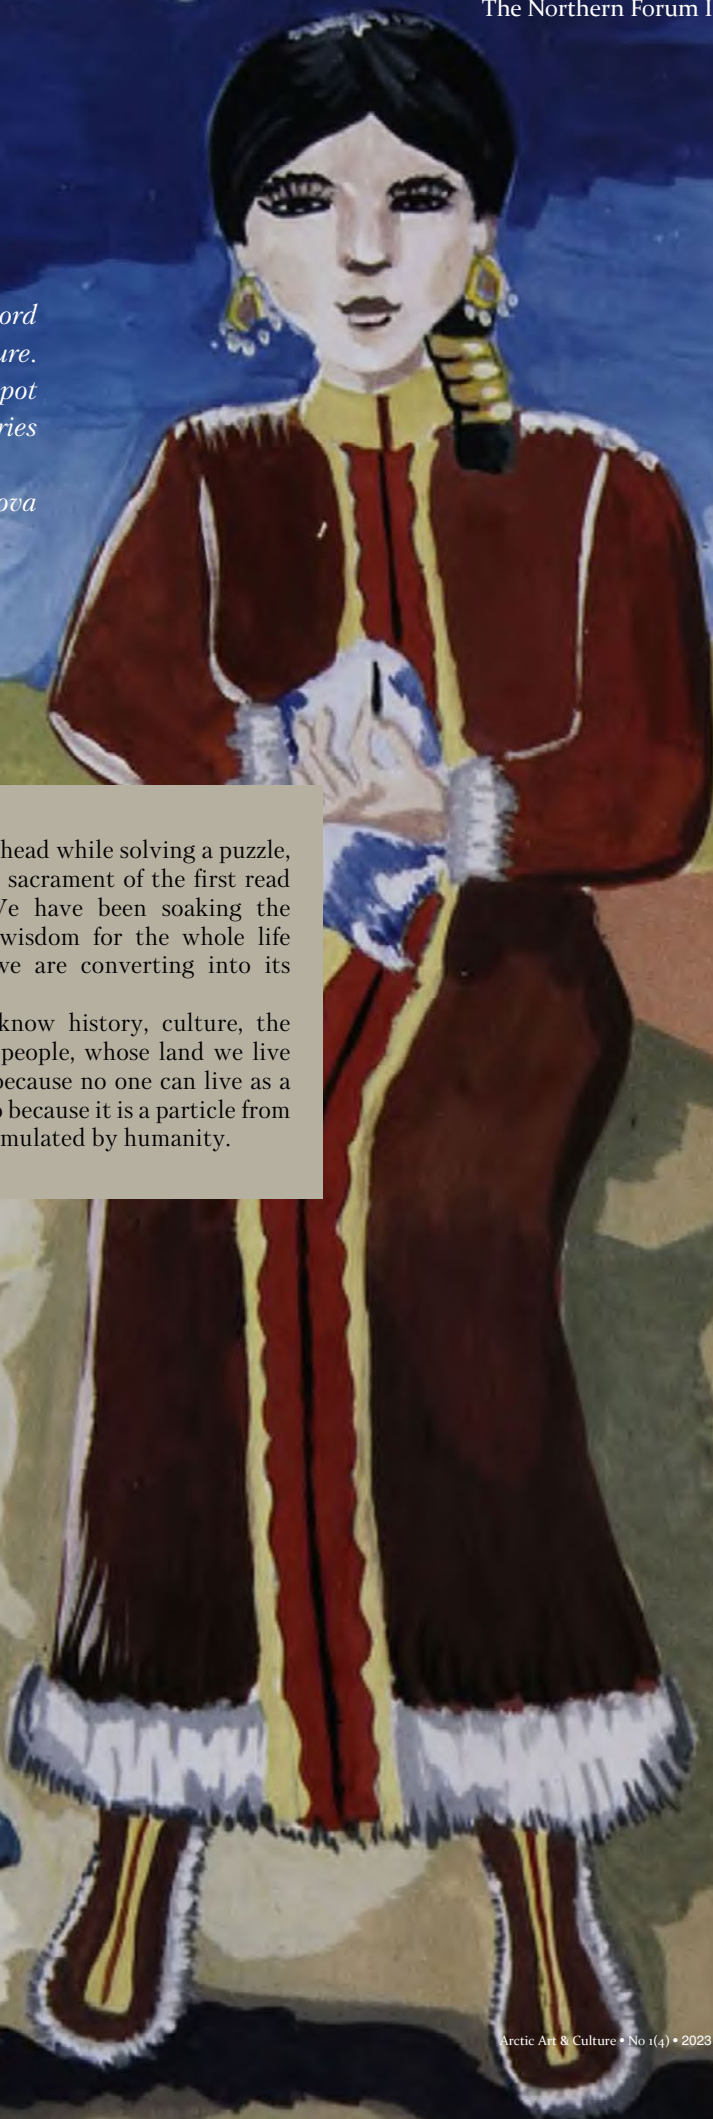 The Northern Forum
ord
ure.
pot
ries
ova
head while solving a puzzle,
sacrament of the first read
Ve have been soaking the
wisdom for the whole life
we are converting into its
know history, culture, the
people, whose land we live
because no one can live as a
o because it is a particle from
mulated by humanity.
Arctic Art & Culture • No 1(4) • 2023